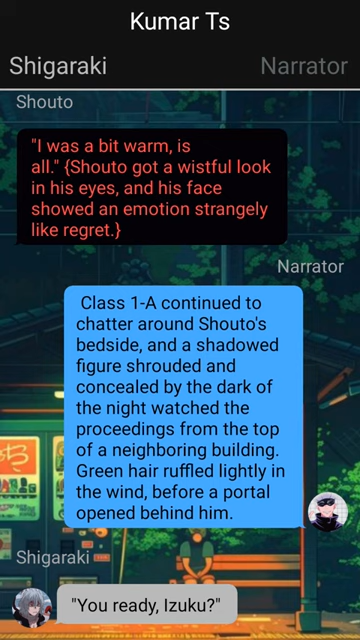 Kumar Ts
Shigaraki
Narrator
Shouto
"I was a bit warm, is
all." {Shouto got a wistful look
in his eyes, and his face
showed an emotion strangely
like regret.}
Narrator
Class 1-A continued to
chatter around Shouto's
bedside, and a shadowed
figure shrouded and
concealed by the dark of
the night watched the
proceedings from the top
of a neighboring building.
Green hair ruffled lightly in
the wind, before a portal
opened behind him.
Shigaraki
"You ready, Izuku?"